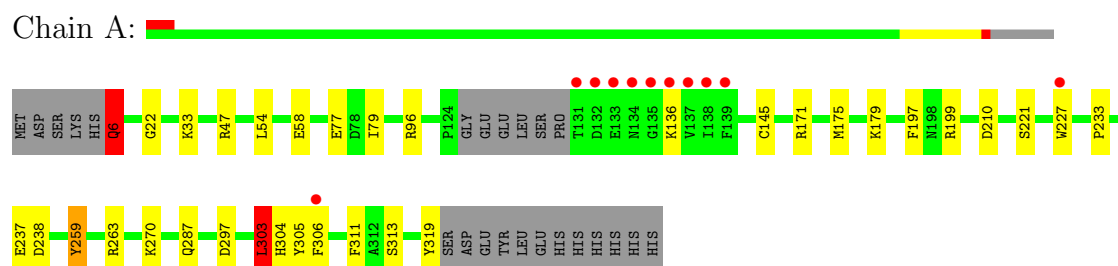 Chain A:
MET ASP SER LYS HIS Q6 G22 K33 R47 L54 E58 E77 D78 I79 R96 P124 GLY GLU GLU LEU SER PRO T131 D132 E133 N134 G135 K136 V137 I138 F139 C145 R171 M175 K179 F197 N198 R199 D210 S221 W227 P233
E237 D238 Y259 R263 K270 Q287 D297 L303 H304 Y305 F306 F311 A312 S313 Y319 SER ASP GLU TYR LEU GLU HIS HIS HIS HIS HIS HIS